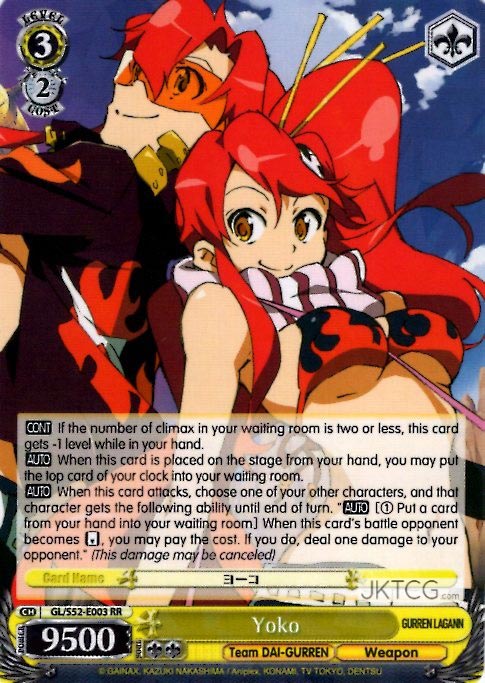 LEVEL
3
2
COST
CONT If the number of climax in your waiting room is two or less, this card
gets -1 level while in your hand.
AUTO When this card is placed on the stage from your hand, you may put
the top card of your clock into your waiting room.
AUTO When this card attacks, choose one of your other characters, and that
character gets the following ability until end of turn. "AUTO [① Put a card
from your hand into your waiting room] When this card's battle opponent
becomes , you may pay the cost. If you do, deal one damage to your
opponent." (This damage may be canceled)
Card Name ヨーコ
JKTCG.com
CH GL/S52-E003 RR
POWER 9500 SOUL Yoko GURREN LAGANN
Team DAI-GURREN Weapon
©GAINAX, KAZUKI NAKASHIMA / Aniplex, KONAMI, TV TOKYO, DENTSU